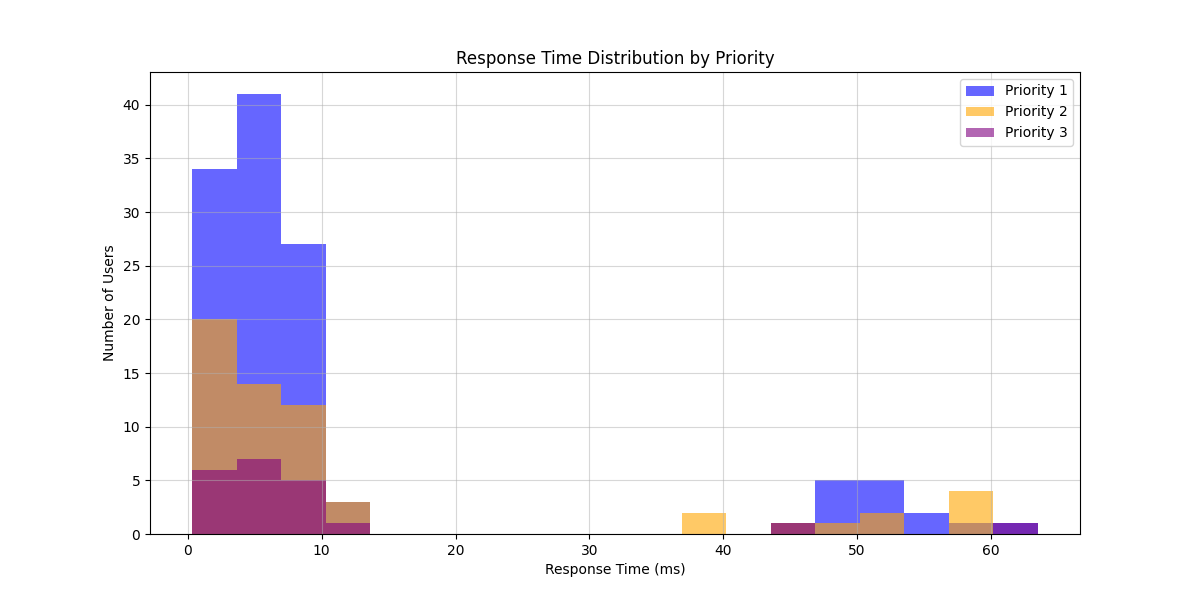 Response Time Distribution by Priority
Priority 1
Priority 2
Priority 3
Number of Users
40
35
30
25
20
15
10
5
0
0 10 20 30 40 50 60
Response Time (ms)